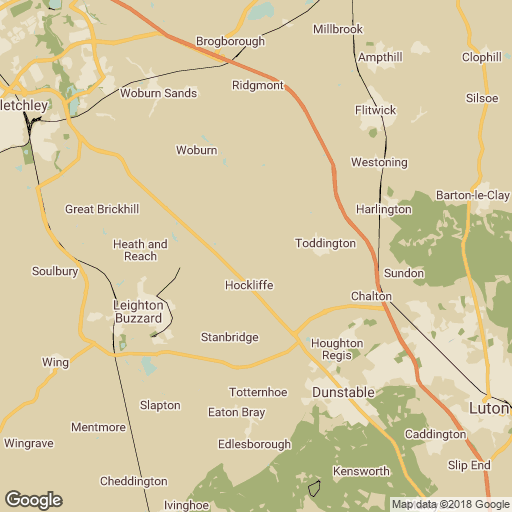 Millbrook
Brogborough
Ampthill
Clophill
Ridgmont
Woburn Sands
Silsoe
etchley
Flitwick
Woburn
Westoning
Barton-le-Clay
Great Brickhill
Harlington
Heath and
Reach
Toddington
Soulbury
Sundon
Hockliffe
Chalton
Leighton
Buzzard
Stanbridge
Houghton
Regis
Wing
Totternhoe
Dunstable
Slapton
Eaton Bray
Luton
Mentmore
Caddington
Wingrave
Edlesborough
Slip End
Kensworth
Cheddington
Ivinghoe
Google
Map data ©2018 Google